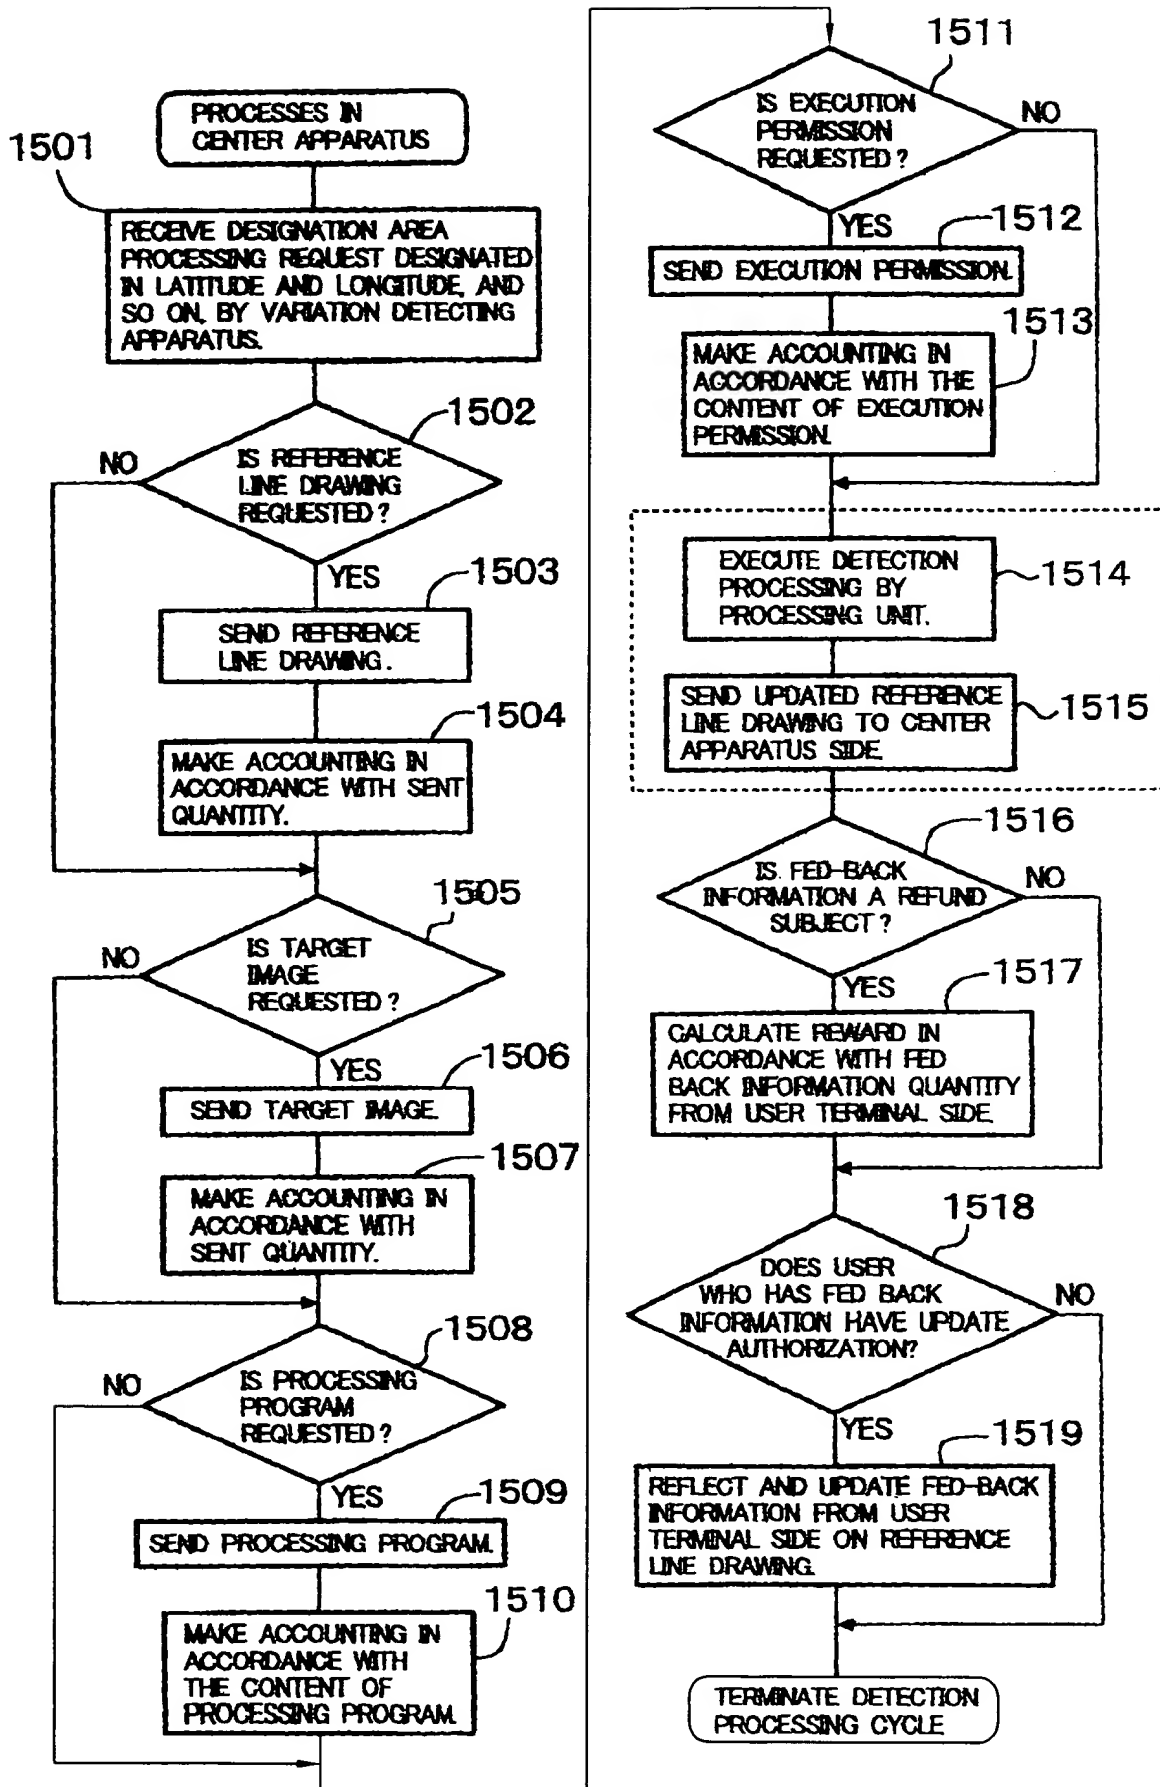 PROCESSES IN
CENTER APPARATUS
1501
RECEIVE DESIGNATION AREA
PROCESSING REQUEST DESIGNATED
IN LATITUDE AND LONGITUDE, AND
SO ON, BY VARIATION DETECTING
APPARATUS.
1502
NO
IS REFERENCE
LINE DRAWING
REQUESTED?
YES
1503
SEND REFERENCE
LINE DRAWING.
1504
MAKE ACCOUNTING IN
ACCORDANCE WITH SENT
QUANTITY.
1505
NO
IS TARGET
IMAGE
REQUESTED?
YES
1506
SEND TARGET IMAGE.
1507
MAKE ACCOUNTING IN
ACCORDANCE WITH
SENT QUANTITY.
1508
NO
IS PROCESSING
PROGRAM
REQUESTED?
YES
1509
SEND PROCESSING PROGRAM.
1510
MAKE ACCOUNTING IN
ACCORDANCE WITH
THE CONTENT OF
PROCESSING PROGRAM.
1511
IS EXECUTION
PERMISSION
REQUESTED?
NO
YES
1512
SEND EXECUTION PERMISSION.
1513
MAKE ACCOUNTING IN
ACCORDANCE WITH THE
CONTENT OF EXECUTION
PERMISSION.
EXECUTE DETECTION
PROCESSING BY
PROCESSING UNIT.
1514
SEND UPDATED REFERENCE
LINE DRAWING TO CENTER
APPARATUS SIDE.
1515
1516
IS FED-BACK
INFORMATION A REFUND
SUBJECT?
NO
YES
1517
CALCULATE REWARD IN
ACCORDANCE WITH FED
BACK INFORMATION QUANTITY
FROM USER TERMINAL SIDE.
1518
DOES USER
WHO HAS FED BACK
INFORMATION HAVE UPDATE
AUTHORIZATION?
NO
YES
1519
REFLECT AND UPDATE FED-BACK
INFORMATION FROM USER
TERMINAL SIDE ON REFERENCE
LINE DRAWING.
TERMINATE DETECTION
PROCESSING CYCLE